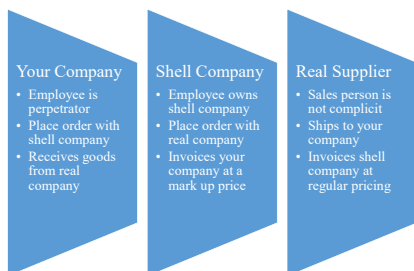 Your Company
• Employee is
perpetrator
• Place order with
shell company
• Receives goods
from real
company
Shell Company
• Employee owns
shell company
• Place order with
real company
• Invoices your
company at a
mark up price
Real Supplier
• Sales person is
not complicit
• Ships to your
company
• Invoices shell
company at
regular pricing